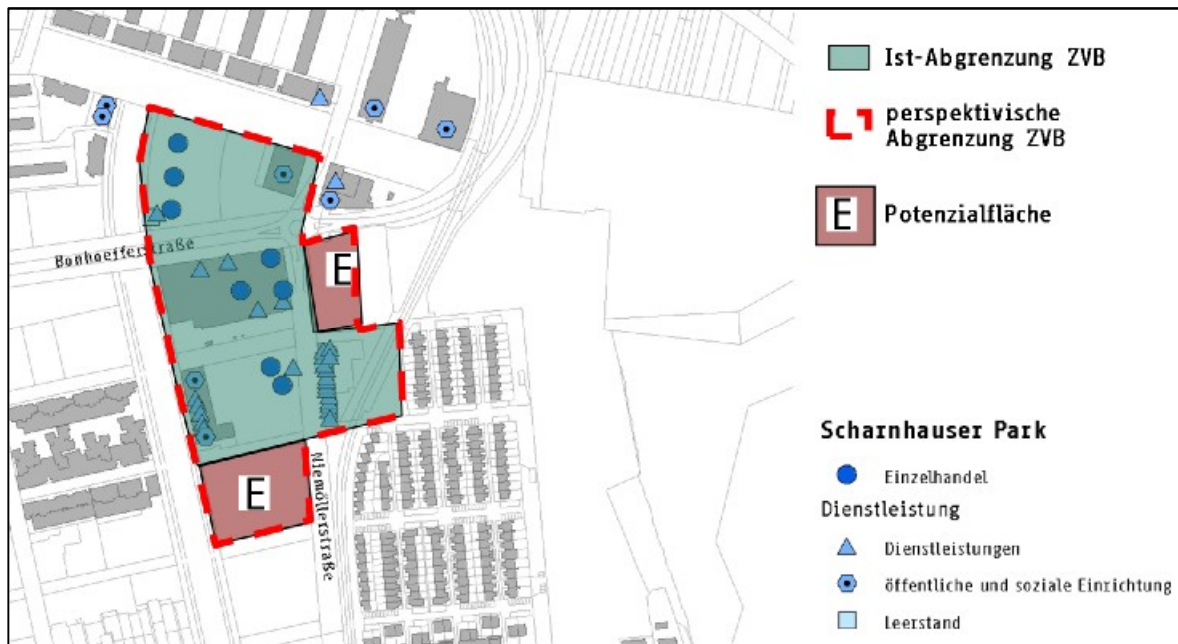 Ist-Abgrenzung ZVB
perspektivische
Abgrenzung ZVB
E
Potenzialfläche
Bonhoefferstraße
E
E
Niemöllerstraße
Scharnhauser Park
Einzelhandel
Dienstleistung
Dienstleistungen
öffentliche und soziale Einrichtung
Leerstand